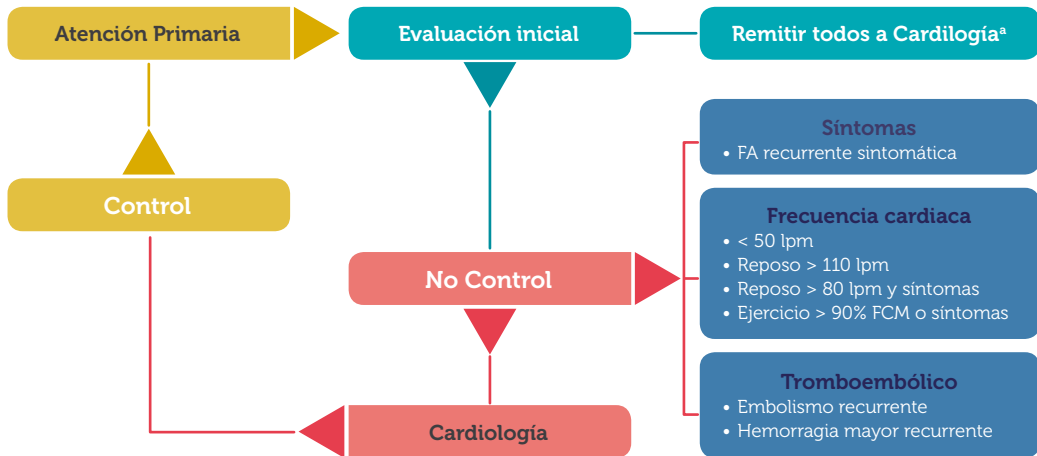 Atención Primaria
Evaluación inicial
Remitir todos a Cardilogíaᵃ
Síntomas
• FA recurrente sintomática
Control
Frecuencia cardiaca
• < 50 lpm
• Reposo > 110 lpm
• Reposo > 80 lpm y síntomas
• Ejercicio > 90% FCM o síntomas
No Control
Tromboembólico
• Embolismo recurrente
• Hemorragia mayor recurrente
Cardiología